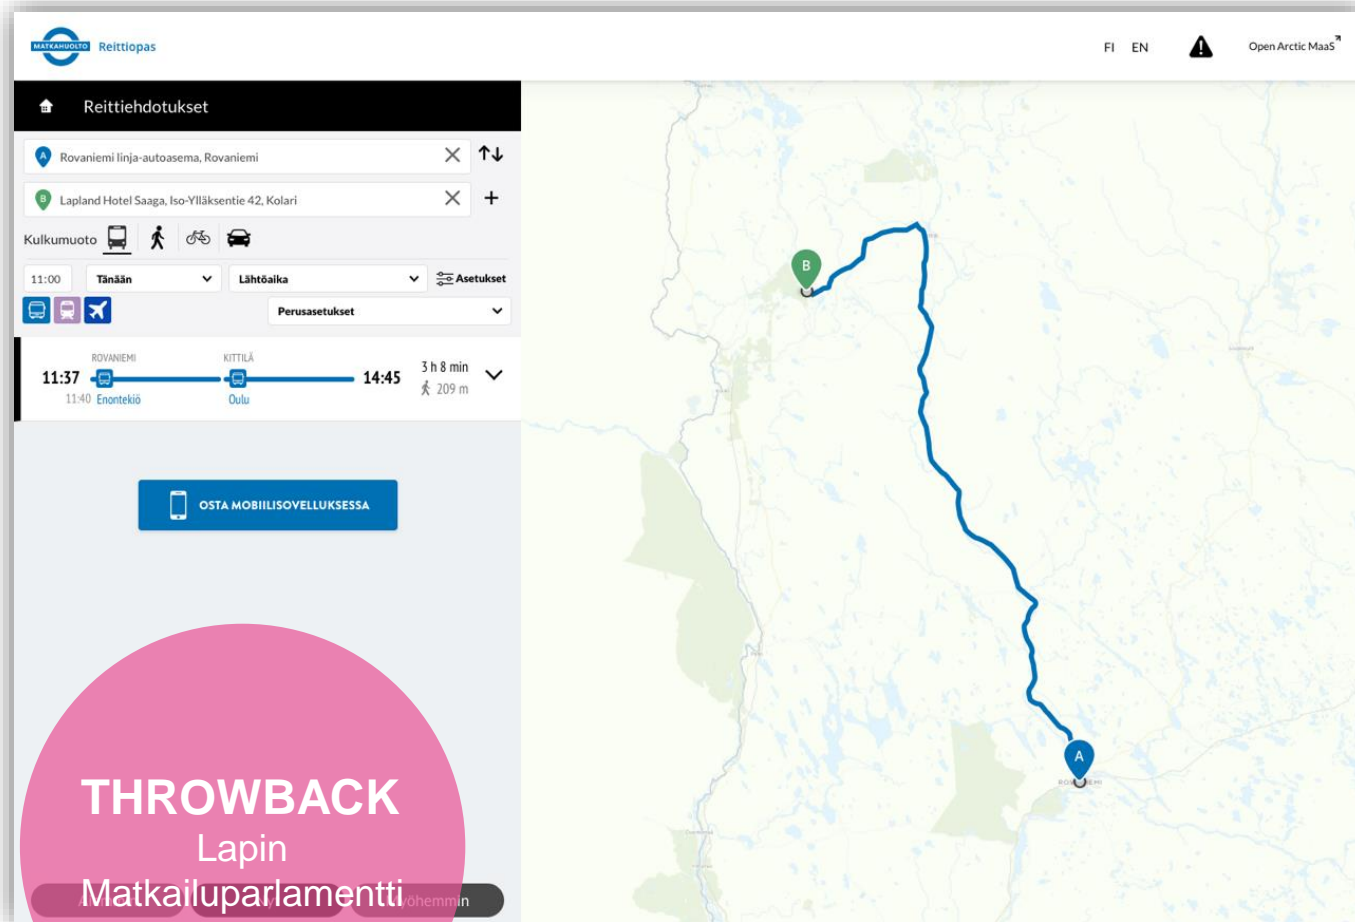 MATKAHUOLTO Reittiopas
FI EN Open Arctic MaaS
Reittiehdotukset
A Rovaniemi linja-autoasema, Rovaniemi
B Lapland Hotel Saaga, Iso-Ylläksentie 42, Kolari
Kulkumuoto
11:00 Tänään Lähtöaika Asetukset
Perusasetukset
ROVANIEMI KITTILÄ
11:37 14:45 3 h 8 min
209 m
11:40 Enontekiö Oulu
OSTA MOBIILISOVELLUKSESSA
B
A
THROWBACK
Lapin
Matkailuparlamentti